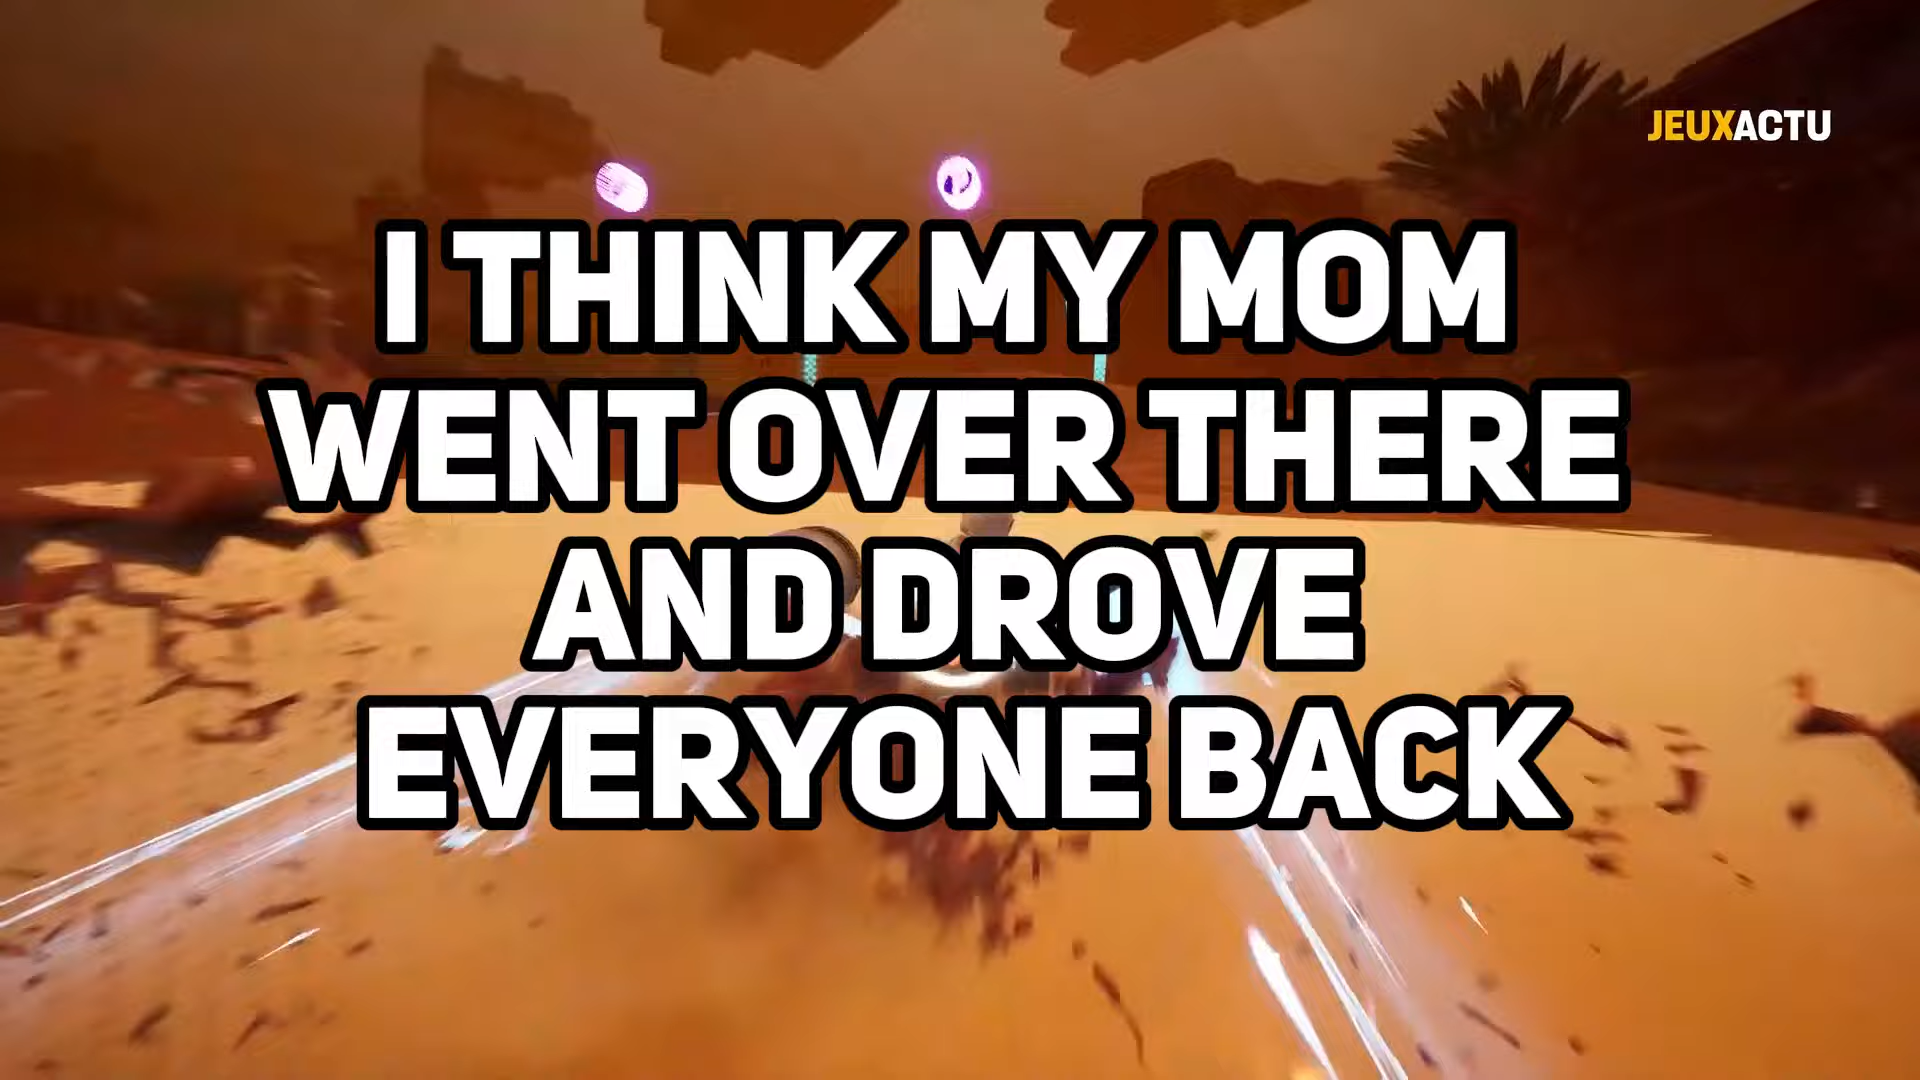 JEUXACTU
I THINK MY MOM
WENT OVER THERE
AND DROVE
EVERYONE BACK